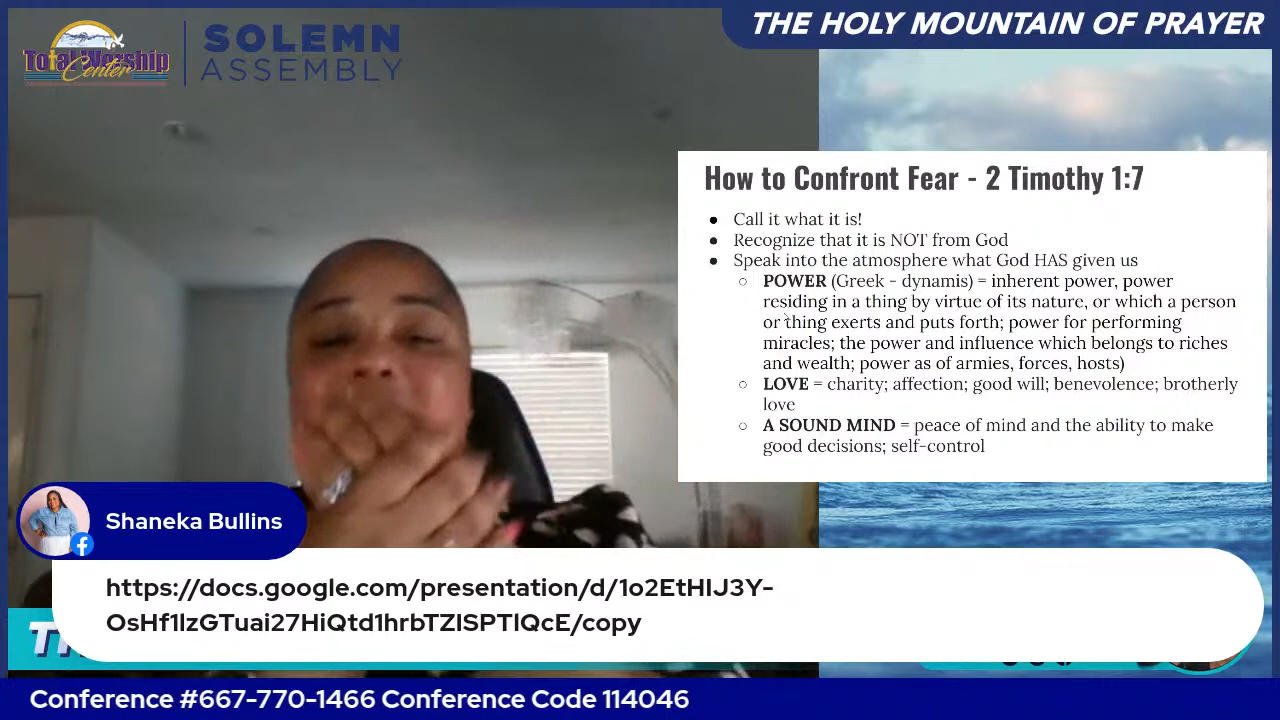 THE HOLY MOUNTAIN OF PRAYER
Total Worship
Center
SOLEMN
ASSEMBLY
How to Confront Fear - 2 Timothy 1:7
● Call it what it is!
● Recognize that it is NOT from God
● Speak into the atmosphere what God HAS given us
○ POWER (Greek - dynamis) = inherent power, power
residing in a thing by virtue of its nature, or which a person
or thing exerts and puts forth; power for performing
miracles; the power and influence which belongs to riches
and wealth; power as of armies, forces, hosts)
○ LOVE = charity; affection; good will; benevolence; brotherly
love
○ A SOUND MIND = peace of mind and the ability to make
good decisions; self-control
Shaneka Bullins
https://docs.google.com/presentation/d/1o2EtHIJ3Y-
OsHf1lzGTuai27HiQtd1hrbTZlSPTlQcE/copy
Conference #667-770-1466 Conference Code 114046